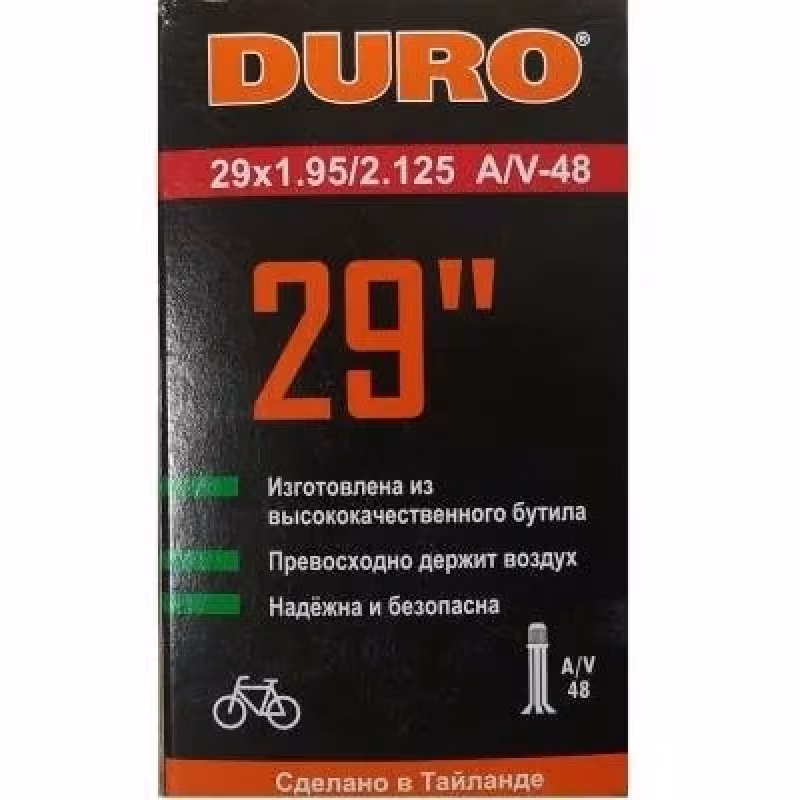 DURO®
29x1.95/2.125 A/V-48
29"
Изготовлена из
высококачественного бутила
Превосходно держит воздух
Надёжна и безопасна
A/V
48
Сделано в Тайланде